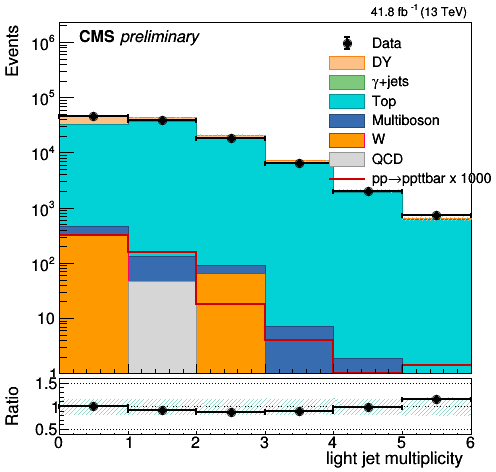 41.8 fb⁻¹ (13 TeV)
Events
CMS preliminary
Data
DY
γ+jets
Top
Multiboson
W
QCD
pp→ppttbar x 1000
10⁶
10⁵
10⁴
10³
10²
10
1
Ratio
1.5
1
0.5
0 1 2 3 4 5 6
light jet multiplicity